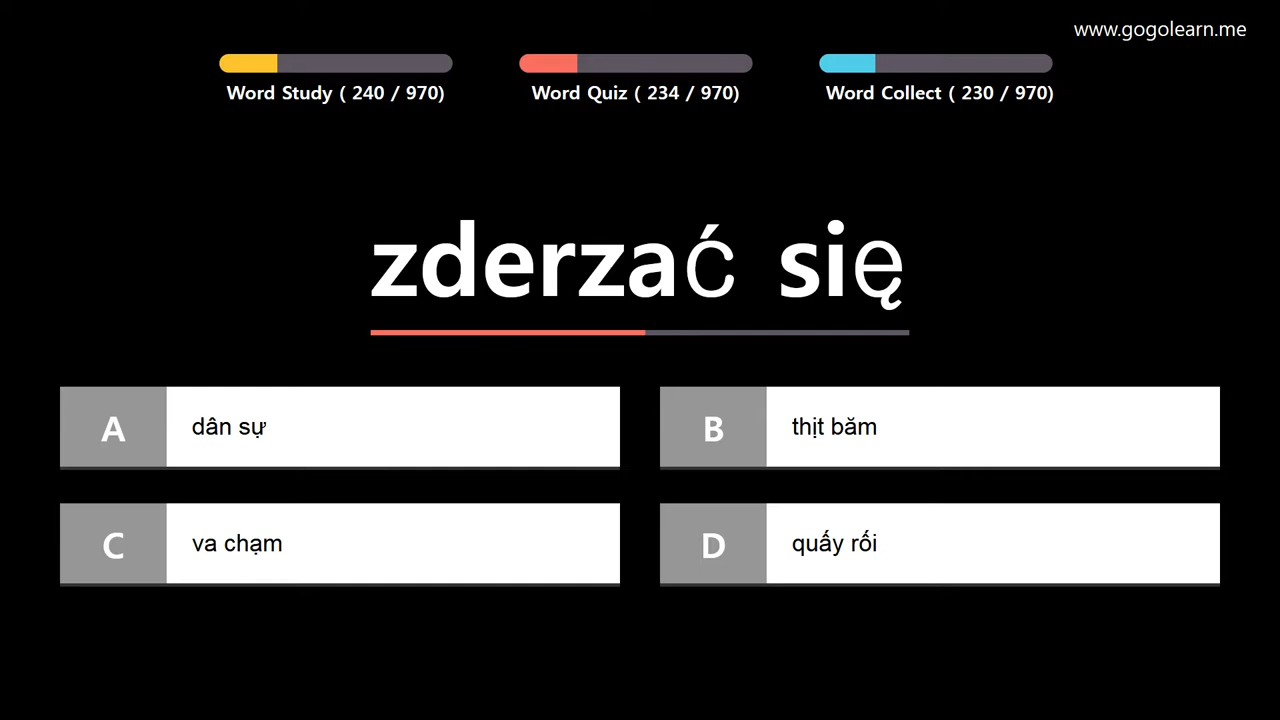 www.gogolearn.me
Word Study ( 240 / 970)
Word Quiz ( 234 / 970)
Word Collect ( 230 / 970)
zderzać się
A dân sự
B thịt băm
C va chạm
D quấy rối